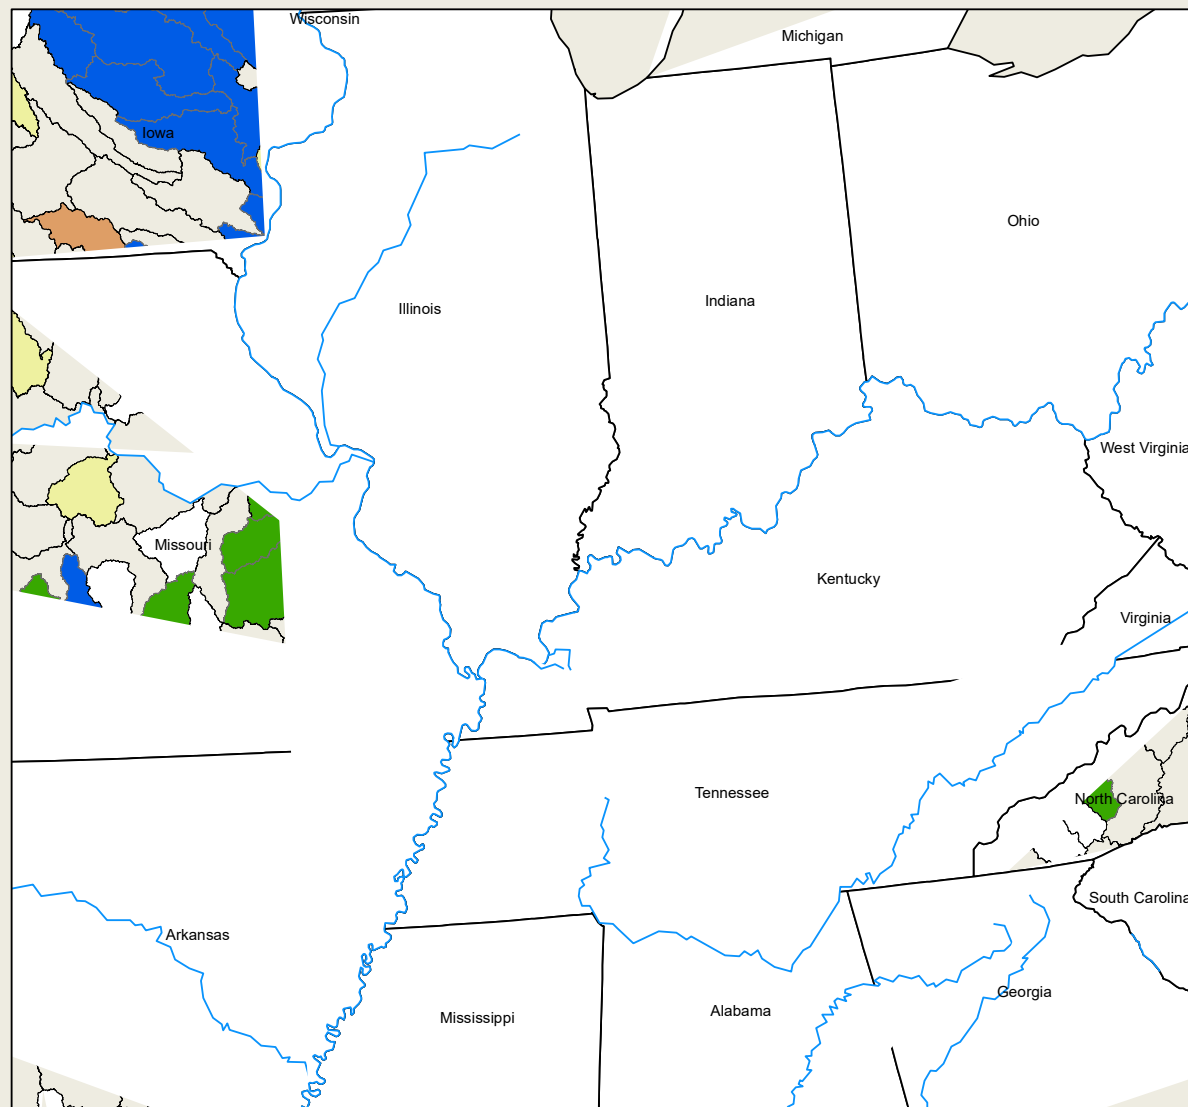 Wisconsin
Michigan
Iowa
Ohio
Illinois
Indiana
West Virginia
Missouri
Kentucky
Virginia
Tennessee
North Carolina
South Carolina
Arkansas
Georgia
Alabama
Mississippi